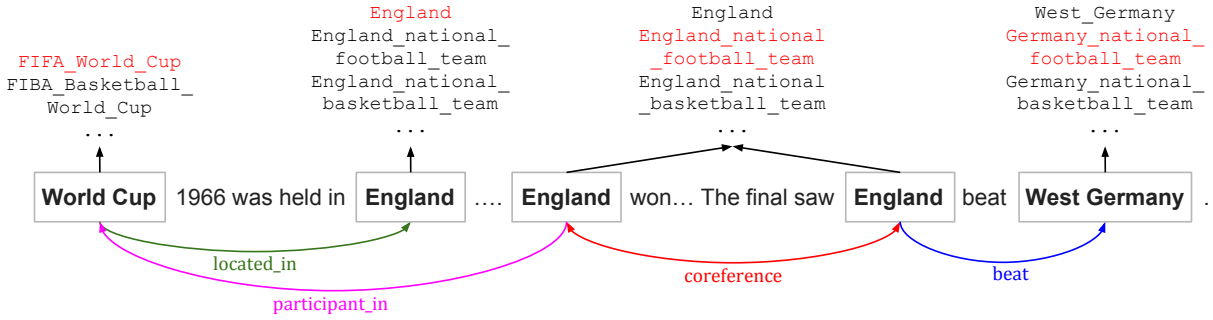 FIFA_World_Cup
FIBA_Basketball_
World_Cup
...
England
England_national_
football_team
England_national_
basketball_team
...
England
England_national
_football_team
England_national
_basketball_team
...
West_Germany
Germany_national_
football_team
Germany_national_
basketball_team
...
World Cup 1966 was held in England .... England won... The final saw England beat West Germany .
located_in
participant_in
coreference
beat